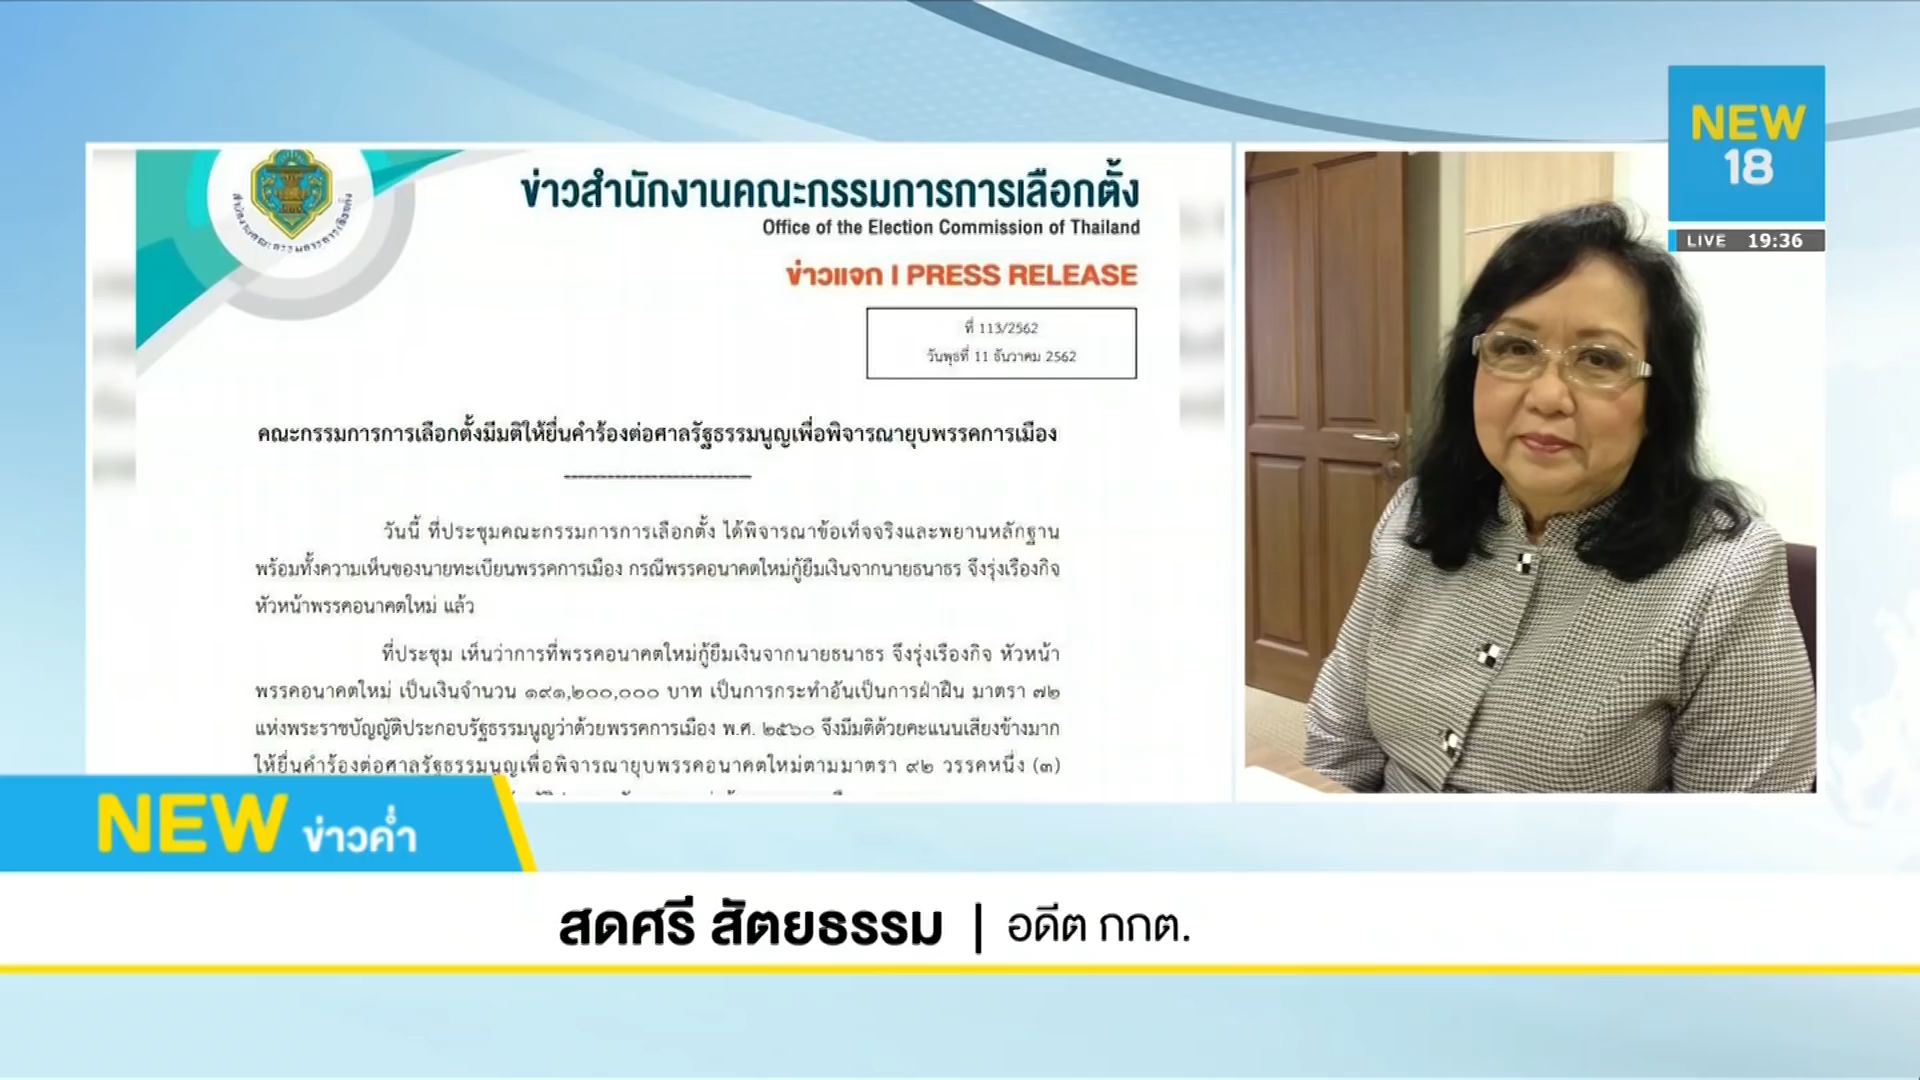 สำนักงานคณะกรรมการการเลือกตั้ง
ข่าวสำนักงานคณะกรรมการการเลือกตั้ง
Office of the Election Commission of Thailand
ข่าวแจก | PRESS RELEASE
ที่ 113/2562
วันพุธที่ 11 ธันวาคม 2562
คณะกรรมการการเลือกตั้งมีมติให้ยื่นคำร้องต่อศาลรัฐธรรมนูญเพื่อพิจารณายุบพรรคการเมือง
--------------------------
วันนี้ ที่ประชุมคณะกรรมการการเลือกตั้ง ได้พิจารณาข้อเท็จจริงและพยานหลักฐาน
พร้อมทั้งความเห็นของนายทะเบียนพรรคการเมือง กรณีพรรคอนาคตใหม่กู้ยืมเงินจากนายธนาธร จึงรุ่งเรืองกิจ
หัวหน้าพรรคอนาคตใหม่ แล้ว
ที่ประชุม เห็นว่าการที่พรรคอนาคตใหม่กู้ยืมเงินจากนายธนาธร จึงรุ่งเรืองกิจ หัวหน้า
พรรคอนาคตใหม่ เป็นเงินจำนวน ๑๙๑,๒๐๐,๐๐๐ บาท เป็นการกระทำอันเป็นการฝ่าฝืน มาตรา ๗๒
แห่งพระราชบัญญัติประกอบรัฐธรรมนูญว่าด้วยพรรคการเมือง พ.ศ. ๒๕๖๐ จึงมีมติด้วยคะแนนเสียงข้างมาก
ให้ยื่นคำร้องต่อศาลรัฐธรรมนูญเพื่อพิจารณายุบพรรคอนาคตใหม่ตามมาตรา ๙๒ วรรคหนึ่ง (๓)
NEW
18
LIVE 19:36
NEW ข่าวค่ำ
สดศรี สัตยธรรม | อดีต กกต.